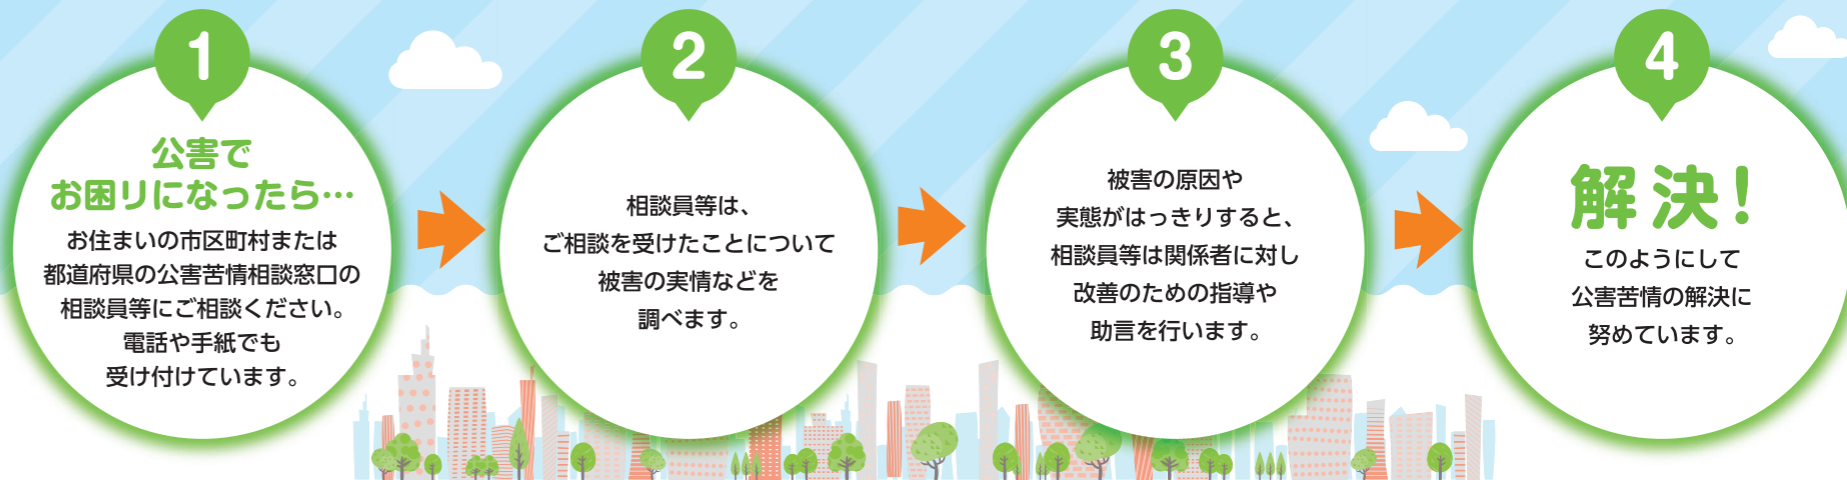 1
公害で
お困りになったら…
お住まいの市区町村または
都道府県の公害苦情相談窓口の
相談員等にご相談ください。
電話や手紙でも
受け付けています。
2
相談員等は、
ご相談を受けたことについて
被害の実情などを
調べます。
3
被害の原因や
実態がはっきりすると、
相談員等は関係者に対し
改善のための指導や
助言を行います。
4
解決!
このようにして
公害苦情の解決に
努めています。